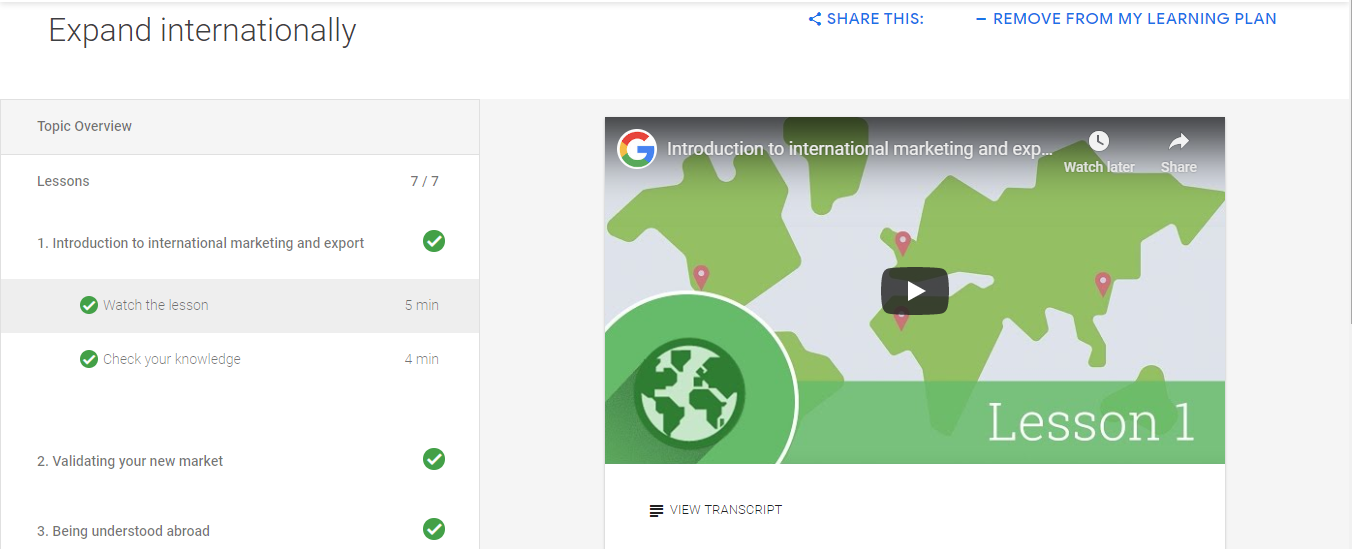 Expand internationally
SHARE THIS:
− REMOVE FROM MY LEARNING PLAN
Topic Overview
Lessons 7 / 7
1. Introduction to international marketing and export
Watch the lesson 5 min
Check your knowledge 4 min
2. Validating your new market
3. Being understood abroad
G Introduction to international marketing and exp...
Watch later
Share
Lesson 1
VIEW TRANSCRIPT